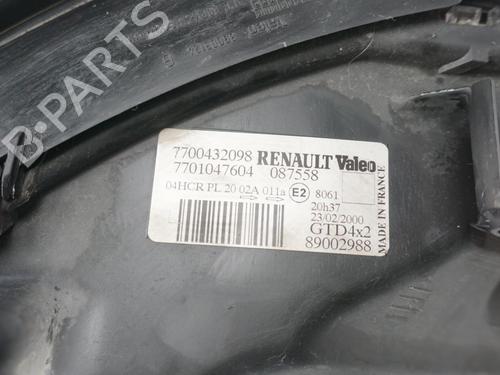 7700432098 RENAULT Valeo
7701047604 087558
04HCR PL 20 02A 011a E2 8061
20h37
23/02/2000
GTD4x2
89002988
MADE IN FRANCE